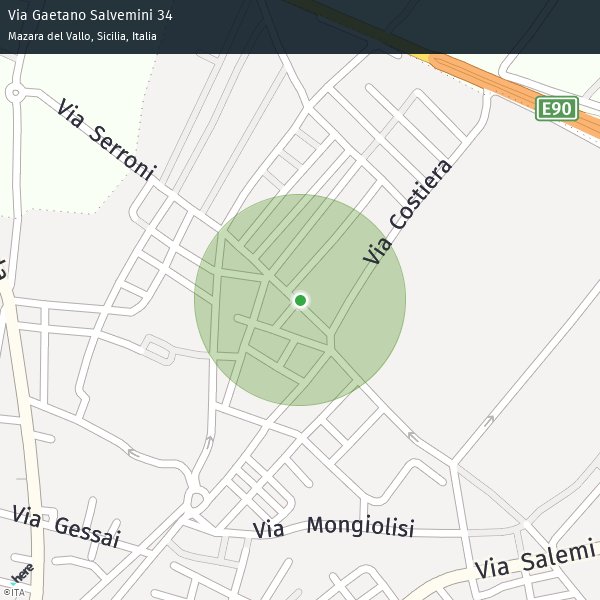 Via Gaetano Salvemini 34
Mazara del Vallo, Sicilia, Italia
E90
Via Serroni
Via Costiera
Via Gessai
Via Mongiolisi
Via Salemi
here
©ITA